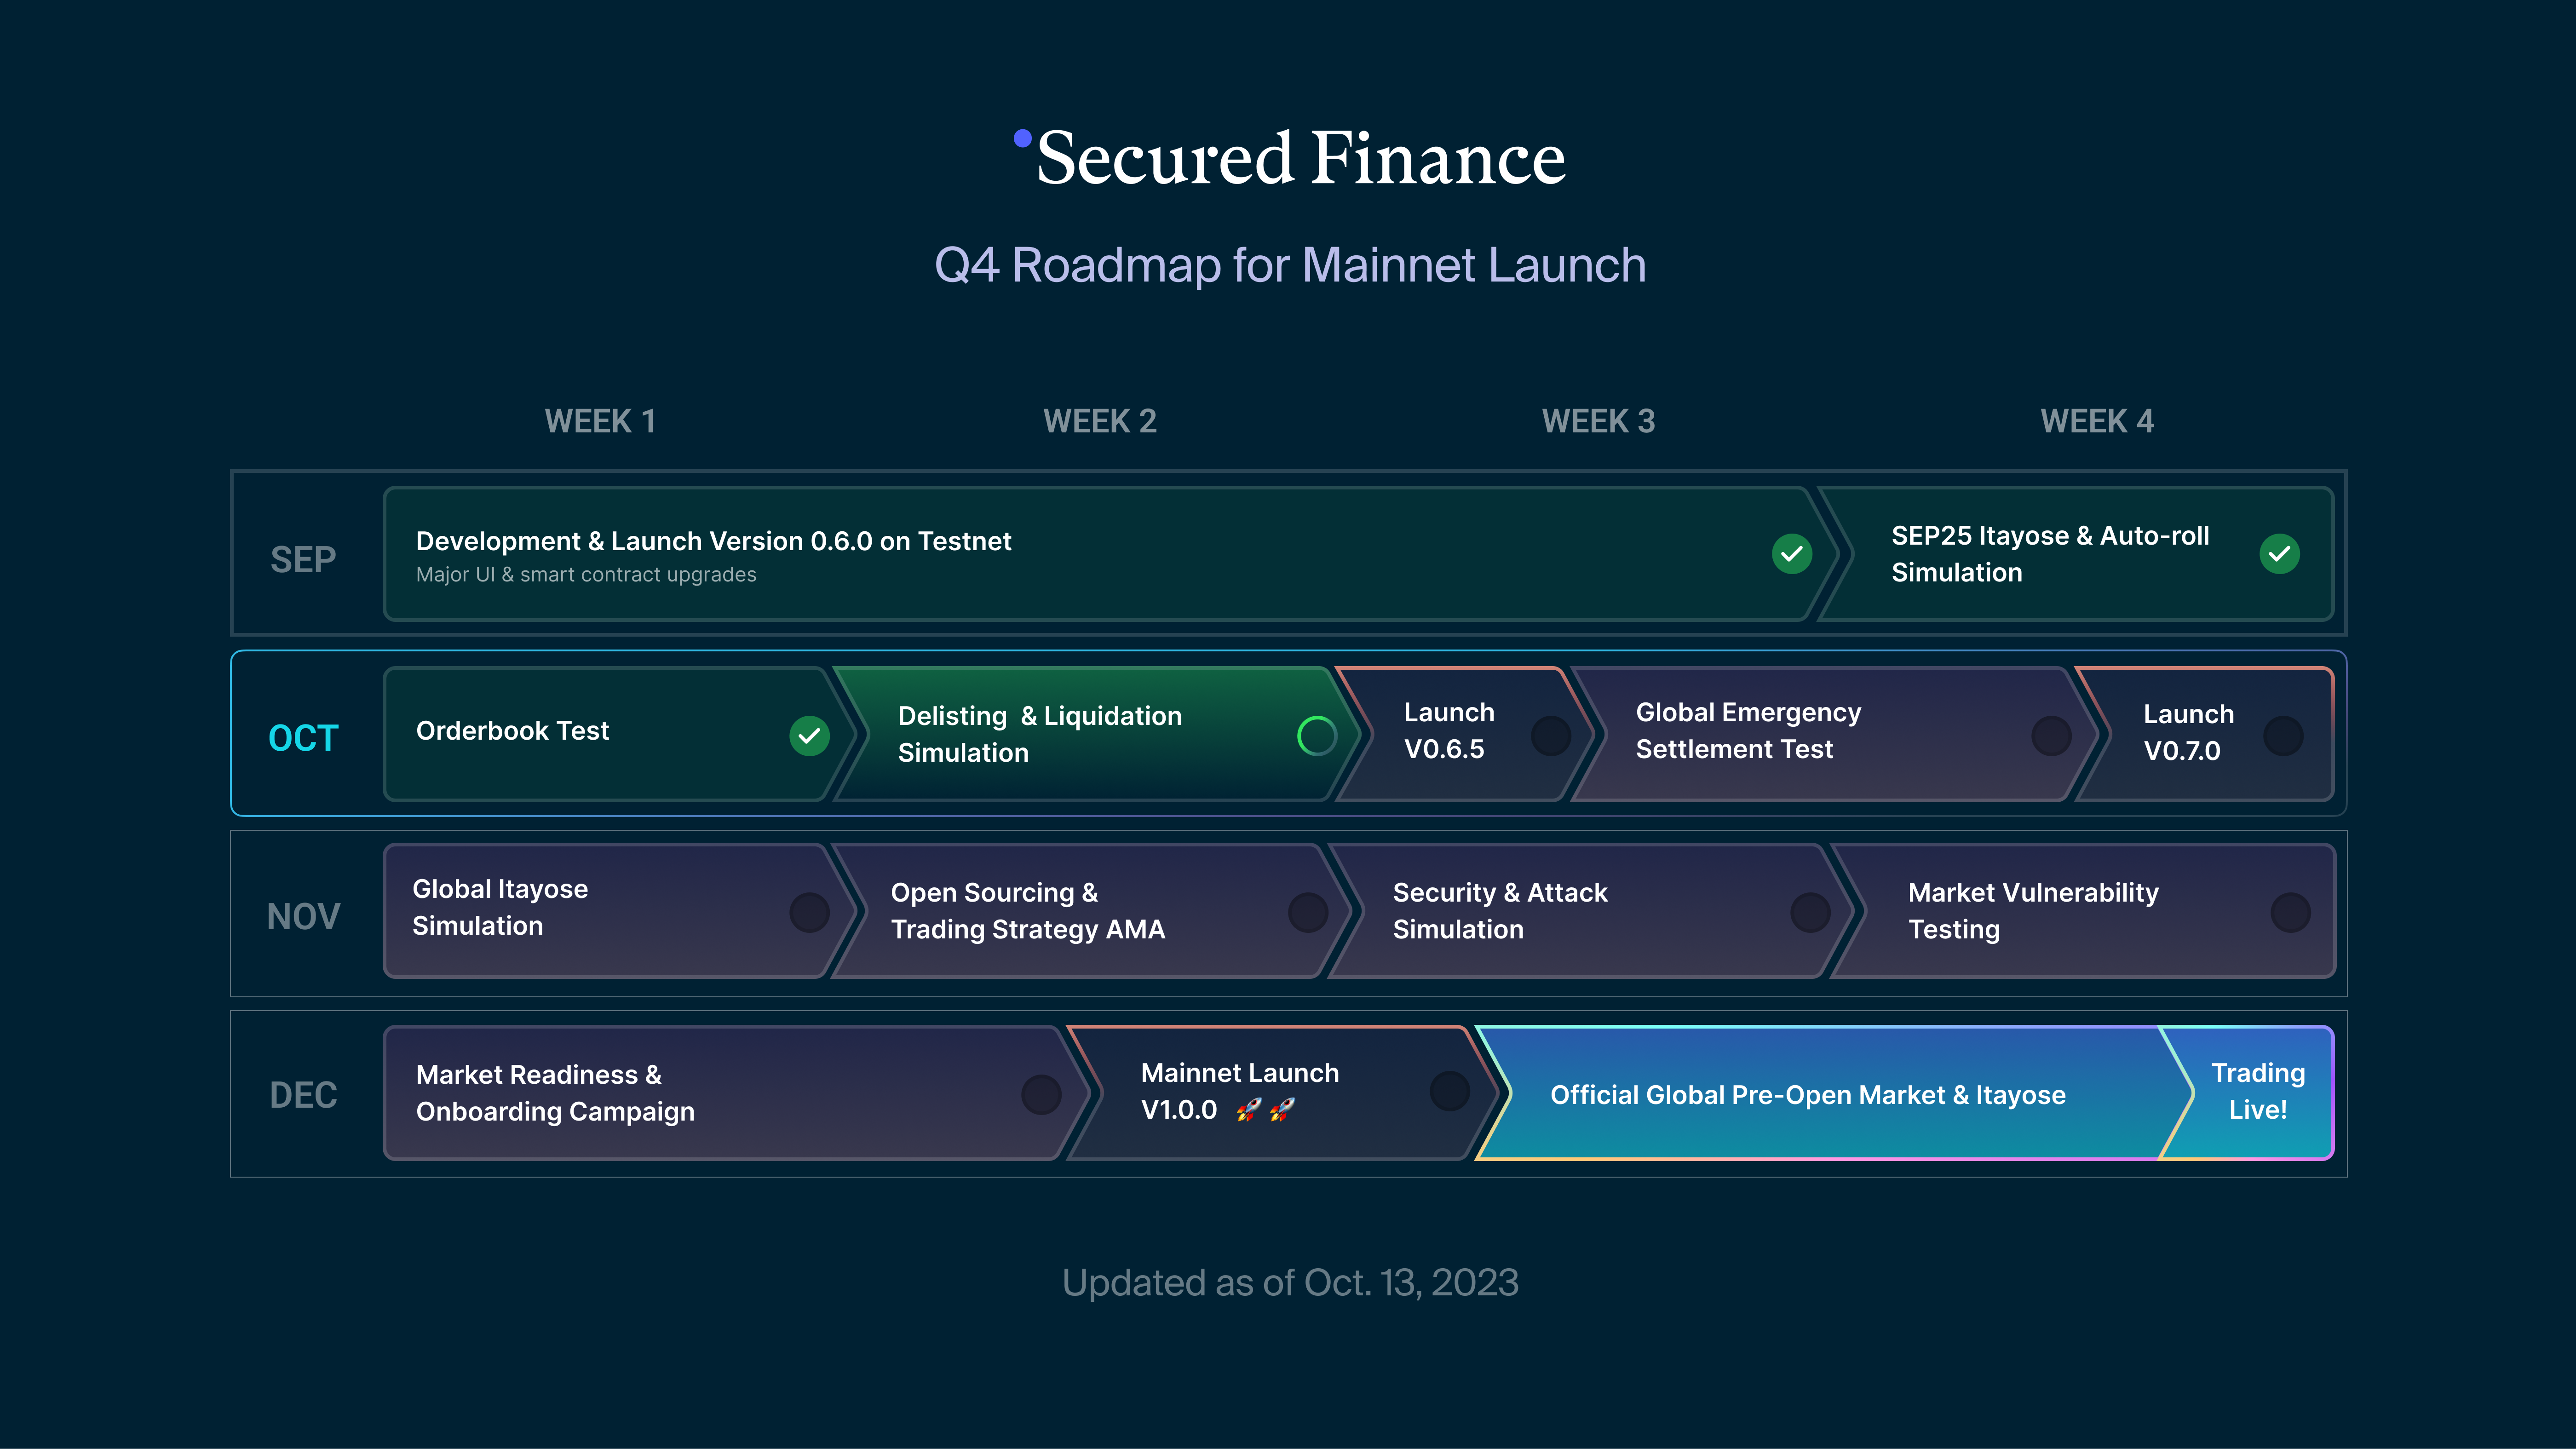 Secured Finance
Q4 Roadmap for Mainnet Launch
WEEK 1
WEEK 2
WEEK 3
WEEK 4
SEP
Development & Launch Version 0.6.0 on Testnet
Major UI & smart contract upgrades
SEP25 Itayose & Auto-roll
Simulation
OCT
Orderbook Test
Delisting & Liquidation
Simulation
Launch
V0.6.5
Global Emergency
Settlement Test
Launch
V0.7.0
NOV
Global Itayose
Simulation
Open Sourcing &
Trading Strategy AMA
Security & Attack
Simulation
Market Vulnerability
Testing
DEC
Market Readiness &
Onboarding Campaign
Mainnet Launch
V1.0.0 🚀🚀
Official Global Pre-Open Market & Itayose
Trading
Live!
Updated as of Oct. 13, 2023